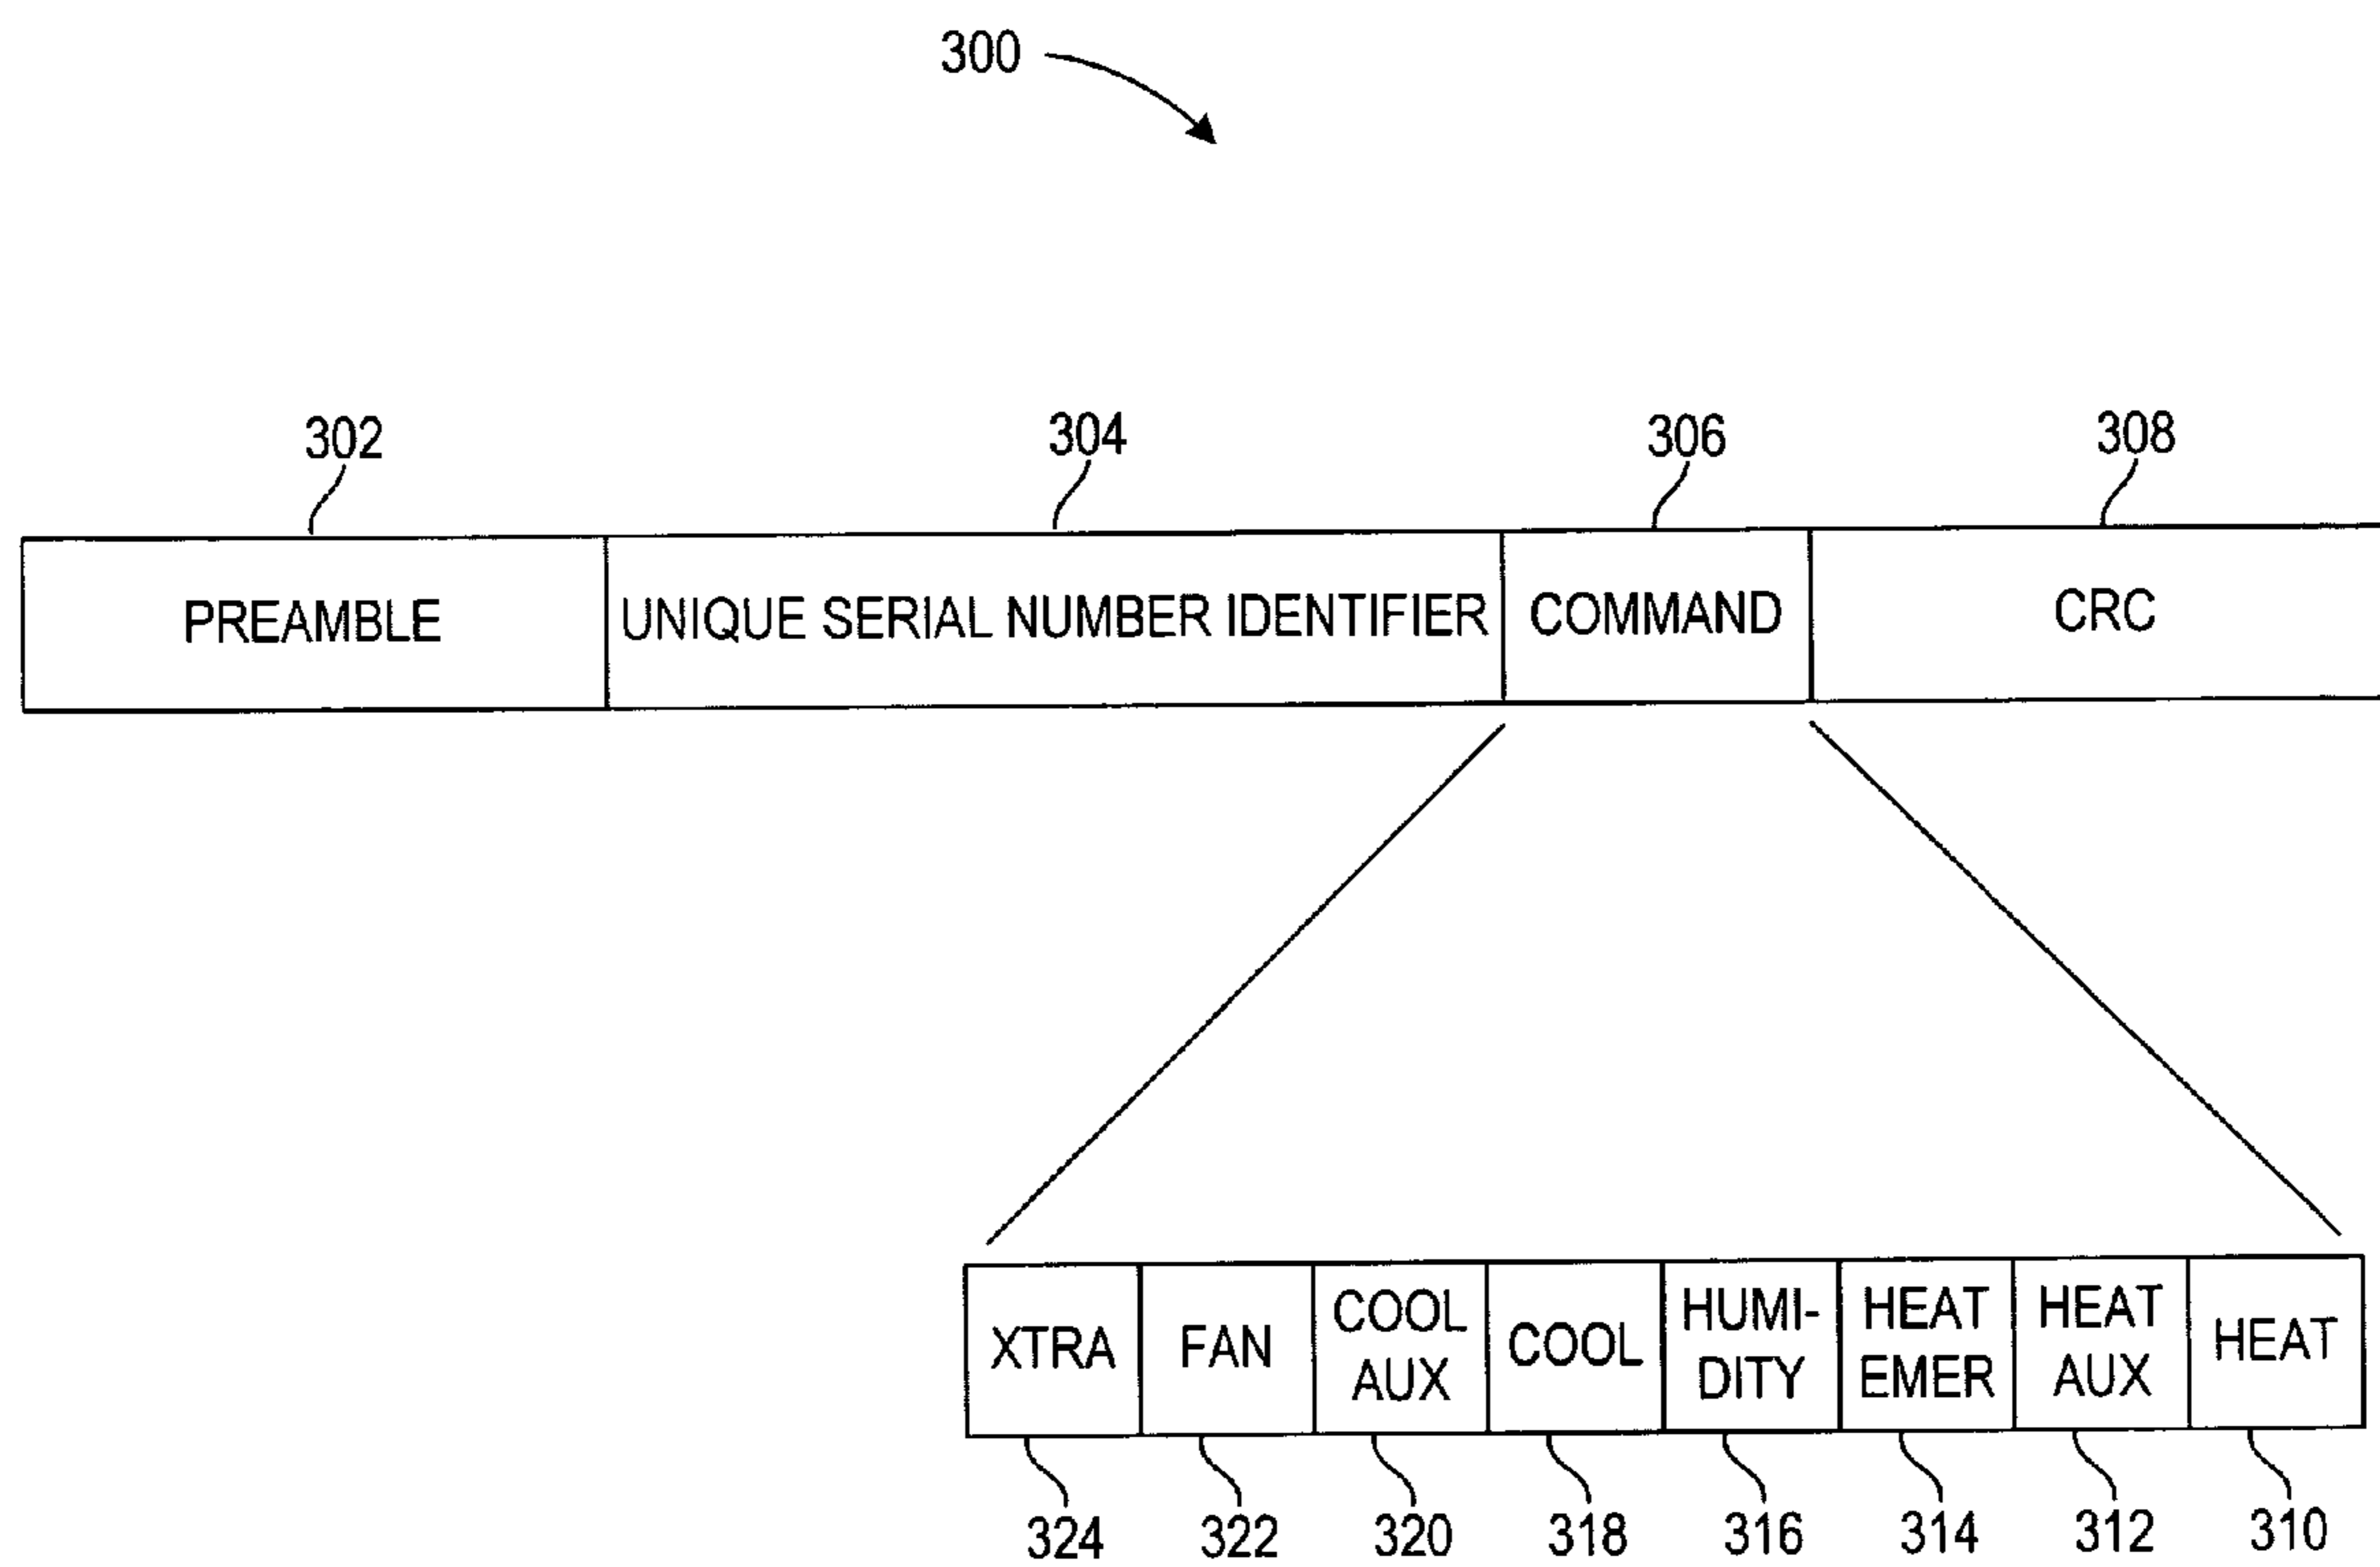 300
302 304 306 308
PREAMBLE UNIQUE SERIAL NUMBER IDENTIFIER COMMAND CRC
XTRA FAN COOL AUX COOL HUMI-DITY HEAT EMER HEAT AUX HEAT
324 322 320 318 316 314 312 310